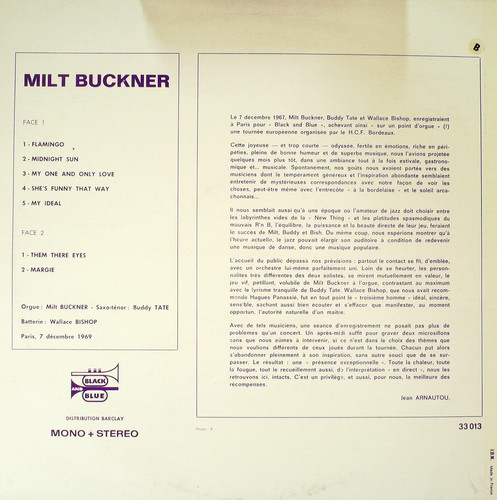 B
MILT BUCKNER
FACE 1
1 - FLAMINGO
2 - MIDNIGHT SUN
3 - MY ONE AND ONLY LOVE
4 - SHE'S FUNNY THAT WAY
5 - MY IDEAL
FACE 2
1 - THEM THERE EYES
2 - MARGIE
Orgue : Milt BUCKNER - Saxo-ténor : Buddy TATE
Batterie : Wallace BISHOP
Paris, 7 décembre 1969
BLACK
AND
BLUE
DISTRIBUTION BARCLAY
MONO + STEREO
Le 7 décembre 1967, Milt Buckner, Buddy Tate et Wallace Bishop, enregistraient
à Paris pour « Black and Blue », achevant ainsi « sur un point d'orgue » (!)
une tournée européenne organisée par le H.C.F. Bordeaux.
Cette joyeuse — et trop courte — odyssée, fertile en émotions, riche en péri-
péties, pleine de bonne humeur et de superbe musique, nous l'avions projetée
quelques mois plus tôt, dans une ambiance tout à la fois estivale, gastrono-
mique et... musicale. Spontanément, nos goûts nous avaient portés vers des
musiciens dont le tempérament généreux et l'inspiration abondante semblaient
entretenir de mystérieuses correspondances avec notre façon de voir les
choses, peut-être même avec l'entrecôte « à la bordelaise » et le soleil arca-
chonnais...
Il nous semblait aussi qu'à une époque où l'amateur de jazz doit choisir entre
les labyrinthes vides de la « New Thing » et les platitudes spasmodiques du
mauvais R'n B, l'équilibre, la puissance et la beauté directe de leur jeu, feraient
le succès de Milt, Buddy et Bish. Du même coup, nous espérions montrer qu'à
l'heure actuelle, le jazz pouvait élargir son auditoire à condition de redevenir
une musique de danse, donc une musique populaire.
L'accueil du public dépassa nos prévisions : partout le contact se fit, d'emblée,
avec un orchestre lui-même parfaitement uni. Loin de se heurter, les person-
nalités très différentes des deux solistes, se mirent mutuellement en valeur, le
jeu vif, pétillant, volubile de Milt Buckner à l'orgue, contrastant au maximum
avec le lyrisme tranquille de Buddy Tate. Wallace Bishop, que nous avait recom-
mandé Hugues Panassié, fut en tout point le « troisième homme » idéal, sincère,
sensible, sachant aussi bien écouter et s'effacer que manifester, au moment
opportun, l'autorité naturelle d'un maître.
Avec de tels musiciens, une séance d'enregistrement ne posait pas plus de
problèmes qu'un concert. Un après-midi suffit pour graver deux microsillons
sans que nous aimions à intervenir, si ce n'est dans le choix des thèmes que
nous voulions différents de ceux joués durant la tournée. Chacun put alors
s'abandonner pleinement à son inspiration, sans autre souci que de se sur-
passer. Le résultat : une « présence exceptionnelle ». Toute la chaleur, toute
la fougue, tout le recueillement aussi, de l'interprétation « en direct », nous les
retrouvons ici, intacts. C'est un privilège, et aussi, pour nous, la meilleure des
récompenses.
Jean ARNAUTOU.
33 013
Made in France